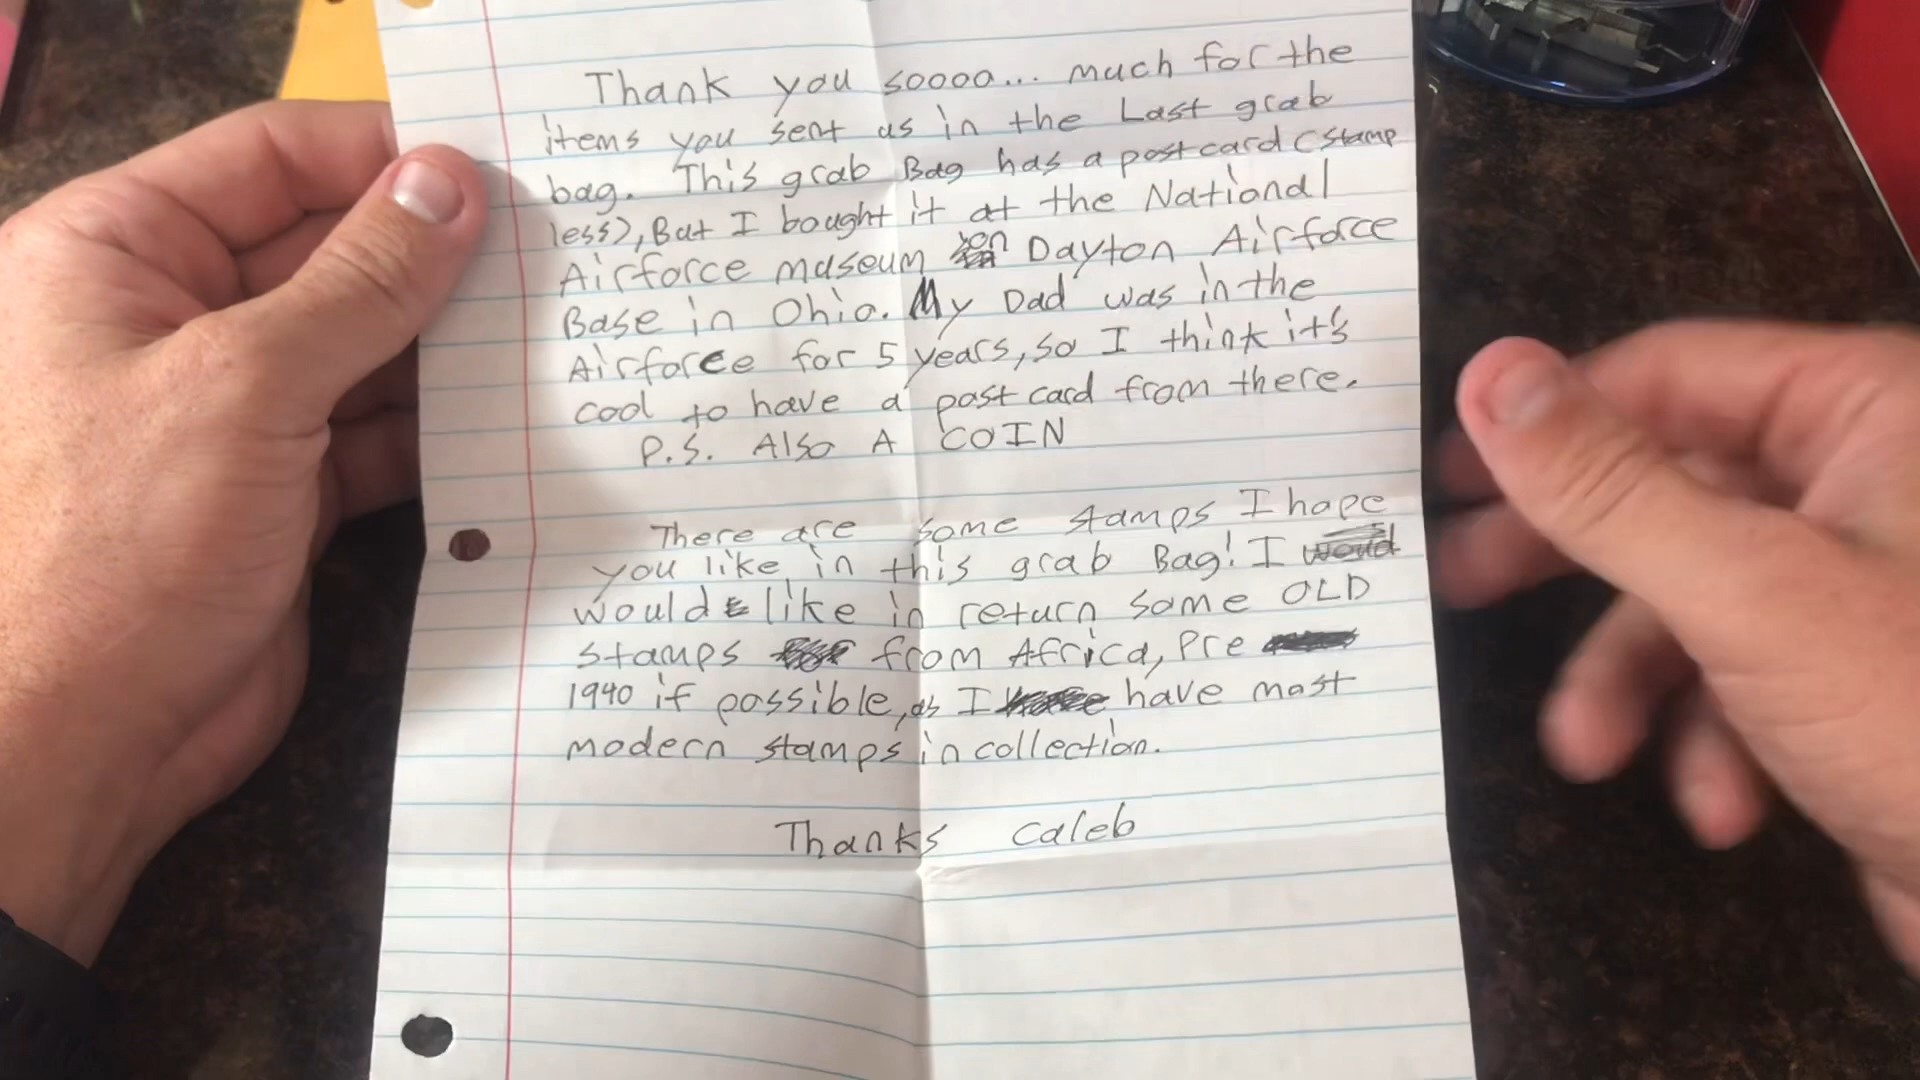 Thank you soooo... much for the
items you sent us in the Last grab
bag. This grab Bag has a postcard (stamp
less), But I bought it at the National
Airforce museum on Dayton Airforce
Base in Ohio. My Dad was in the
Airforce for 5 years, so I think it's
cool to have a post card from there.
P.S. Also A COIN
There are some stamps I hope
you like in this grab Bag! I
would like in return some OLD
stamps from Africa, Pre
1940 if possible, as I have most
modern stamps in collection.
Thanks Caleb